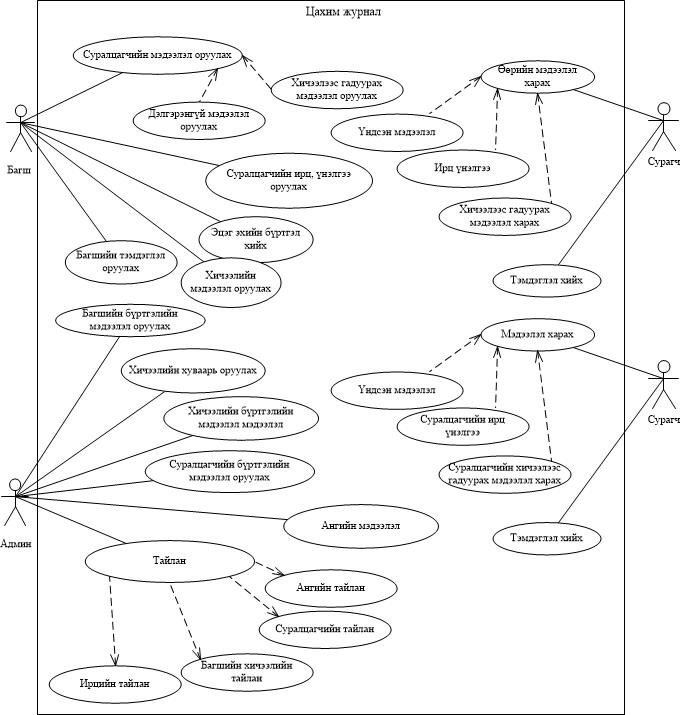 Цахим журнал
Суралцагчийн мэдээлэл оруулах
Хичээлээс гадуурах
мэдээлэл оруулах
Дэлгэрэнгүй мэдээлэл
оруулах
Багш
Суралцагчийн ирц, үнэлгээ
оруулах
Эцэг эхийн бүртгэл
хийх
Багшийн тэмдэглэл
оруулах
Хичээлийн
мэдээлэл оруулах
Өөрийн мэдээлэл
харах
Үндсэн мэдээлэл
Ирц үнэлгээ
Хичээлээс гадуурах
мэдээлэл харах
Сурагч
Тэмдэглэл хийх
Багшийн бүртгэлийн
мэдээлэл оруулах
Хичээлийн хуваарь оруулах
Хичээлийн бүртгэлийн
мэдээлэл мэдээлэл
Суралцагчийн бүртгэлийн
мэдээлэл оруулах
Ангийн мэдээлэл
Админ
Тайлан
Ангийн тайлан
Суралцагчийн тайлан
Багшийн хичээлийн
тайлан
Ирцийн тайлан
Мэдээлэл харах
Үндсэн мэдээлэл
Суралцагчийн ирц
үнэлгээ
Суралцагчийн хичээлээс
гадуурах мэдээлэл харах
Сурагч
Тэмдэглэл хийх